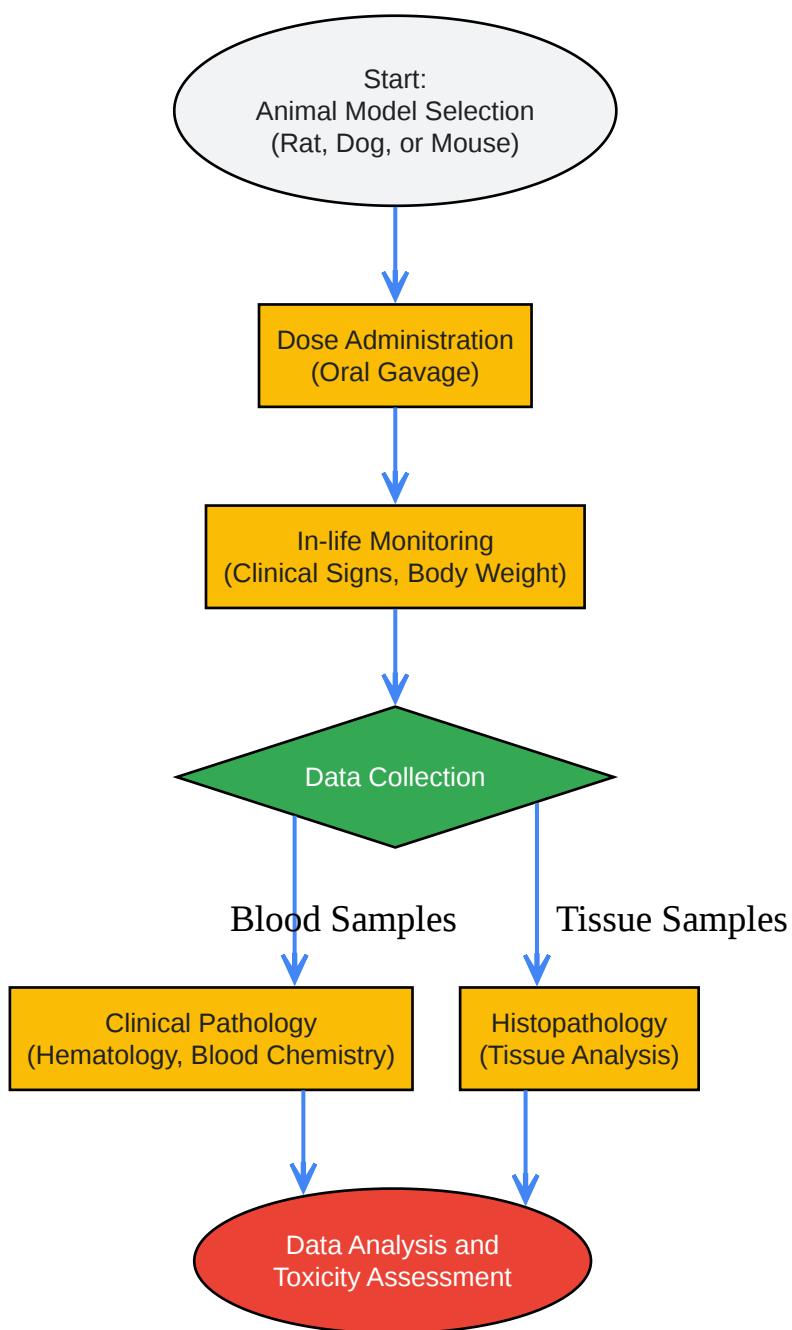 Start:
Animal Model Selection
(Rat, Dog, or Mouse)
Dose Administration
(Oral Gavage)
In-life Monitoring
(Clinical Signs, Body Weight)
Data Collection
Blood Samples
Tissue Samples
Clinical Pathology
(Hematology, Blood Chemistry)
Histopathology
(Tissue Analysis)
Data Analysis and
Toxicity Assessment